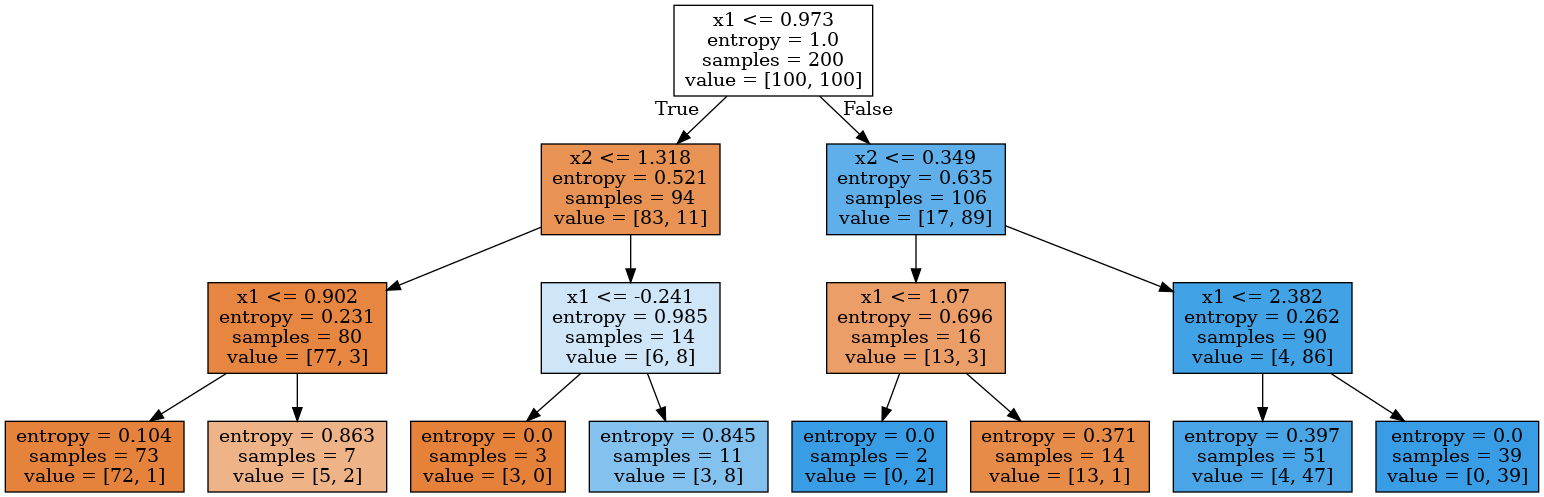 x1 <= 0.973
entropy = 1.0
samples = 200
value = [100, 100]
True
False
x2 <= 1.318
entropy = 0.521
samples = 94
value = [83, 11]
x2 <= 0.349
entropy = 0.635
samples = 106
value = [17, 89]
x1 <= 0.902
entropy = 0.231
samples = 80
value = [77, 3]
x1 <= -0.241
entropy = 0.985
samples = 14
value = [6, 8]
x1 <= 1.07
entropy = 0.696
samples = 16
value = [13, 3]
x1 <= 2.382
entropy = 0.262
samples = 90
value = [4, 86]
entropy = 0.104
samples = 73
value = [72, 1]
entropy = 0.863
samples = 7
value = [5, 2]
entropy = 0.0
samples = 3
value = [3, 0]
entropy = 0.845
samples = 11
value = [3, 8]
entropy = 0.0
samples = 2
value = [0, 2]
entropy = 0.371
samples = 14
value = [13, 1]
entropy = 0.397
samples = 51
value = [4, 47]
entropy = 0.0
samples = 39
value = [0, 39]